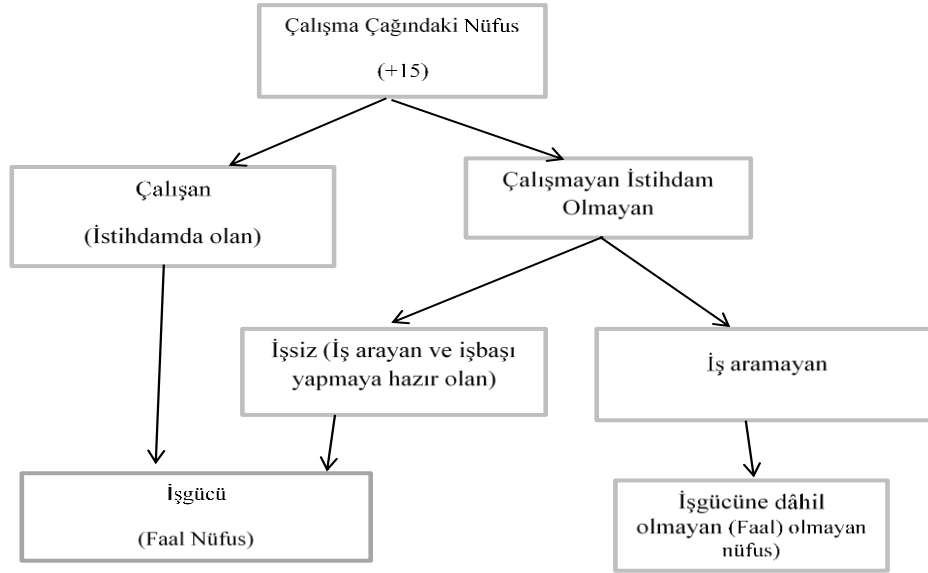 Çalışma Çağındaki Nüfus
(+15)
Çalışan
(İstihdamda olan)
Çalışmayan İstihdam
Olmayan
İşsiz (İş arayan ve işbaşı
yapmaya hazır olan)
İş aramayan
İşgücü
(Faal Nüfus)
İşgücüne dâhil
olmayan (Faal) olmayan
nüfus)